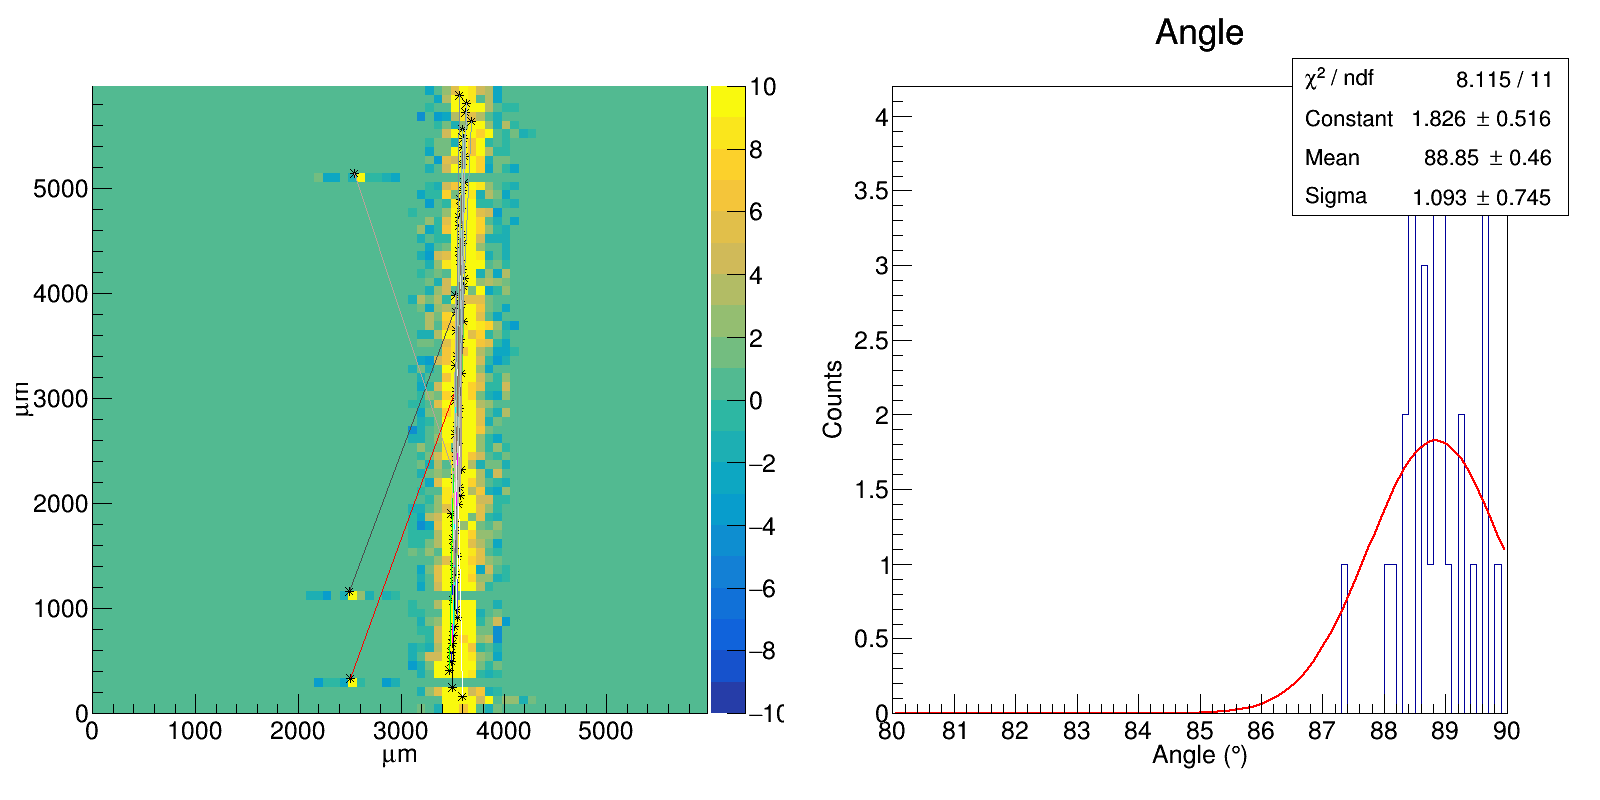 Angle
χ² / ndf 8.115 / 11
Constant 1.826 ± 0.516
Mean 88.85 ± 0.46
Sigma 1.093 ± 0.745
10
8
6
4
2
0
−2
−4
−6
−8
−10
5000
4000
3000
2000
1000
0
μm
0 1000 2000 3000 4000 5000
μm
4
3.5
3
2.5
2
1.5
1
0.5
0
Counts
80 81 82 83 84 85 86 87 88 89 90
Angle (°)